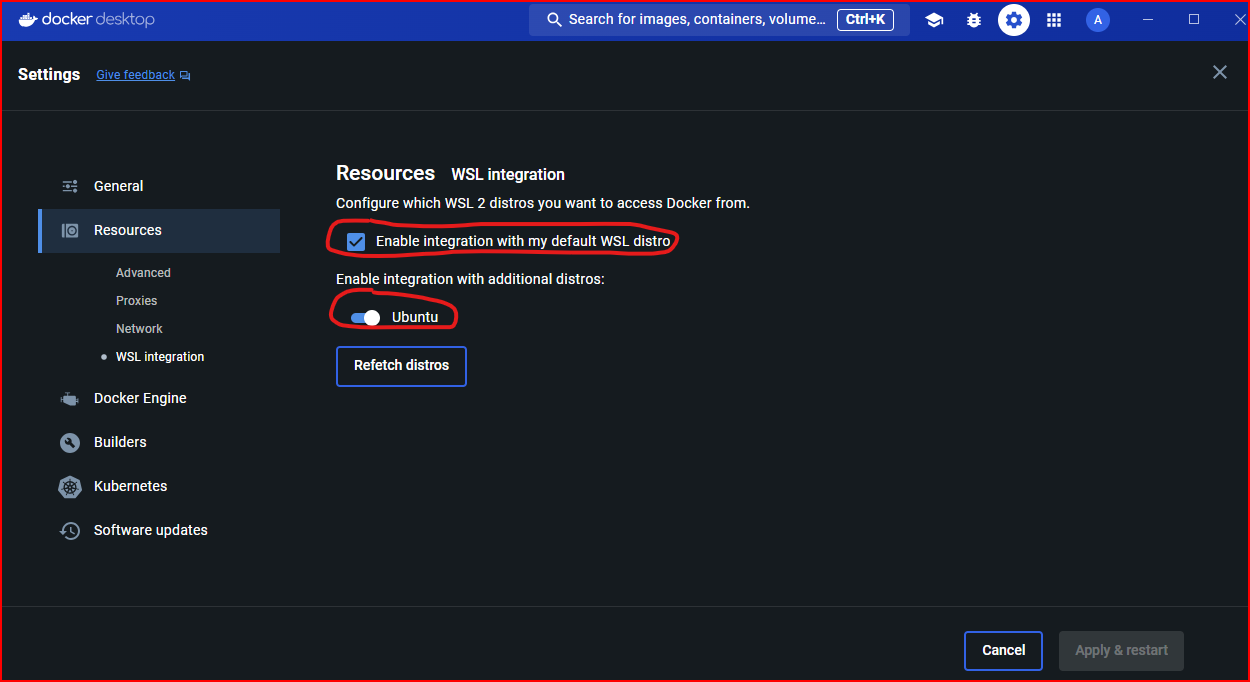 docker desktop
Search for images, containers, volume... Ctrl+K
A
Settings Give feedback
General
Resources
Advanced
Proxies
Network
WSL integration
Docker Engine
Builders
Kubernetes
Software updates
Resources WSL integration
Configure which WSL 2 distros you want to access Docker from.
Enable integration with my default WSL distro
Enable integration with additional distros:
Ubuntu
Refetch distros
Cancel Apply & restart